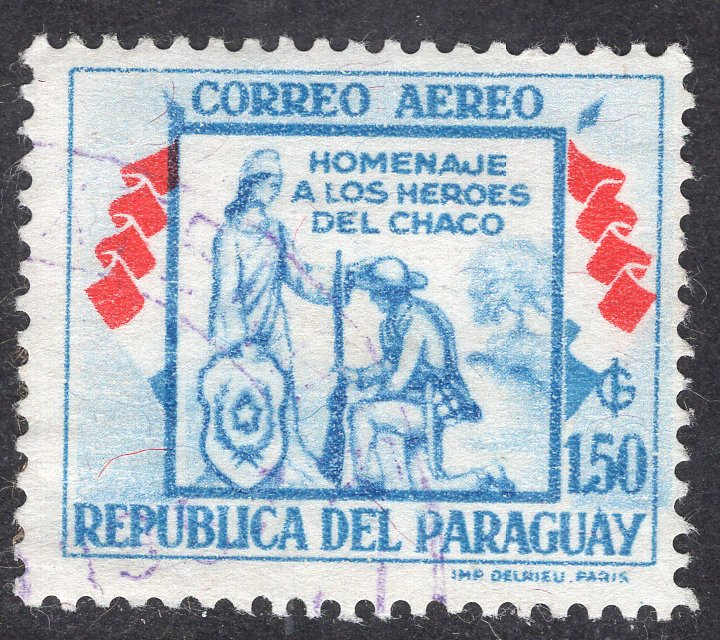 CORREO AEREO
HOMENAJE
A LOS HEROES
DEL CHACO
₲
1.50
REPUBLICA DEL PARAGUAY
IMP. DELRIEU. PARIS